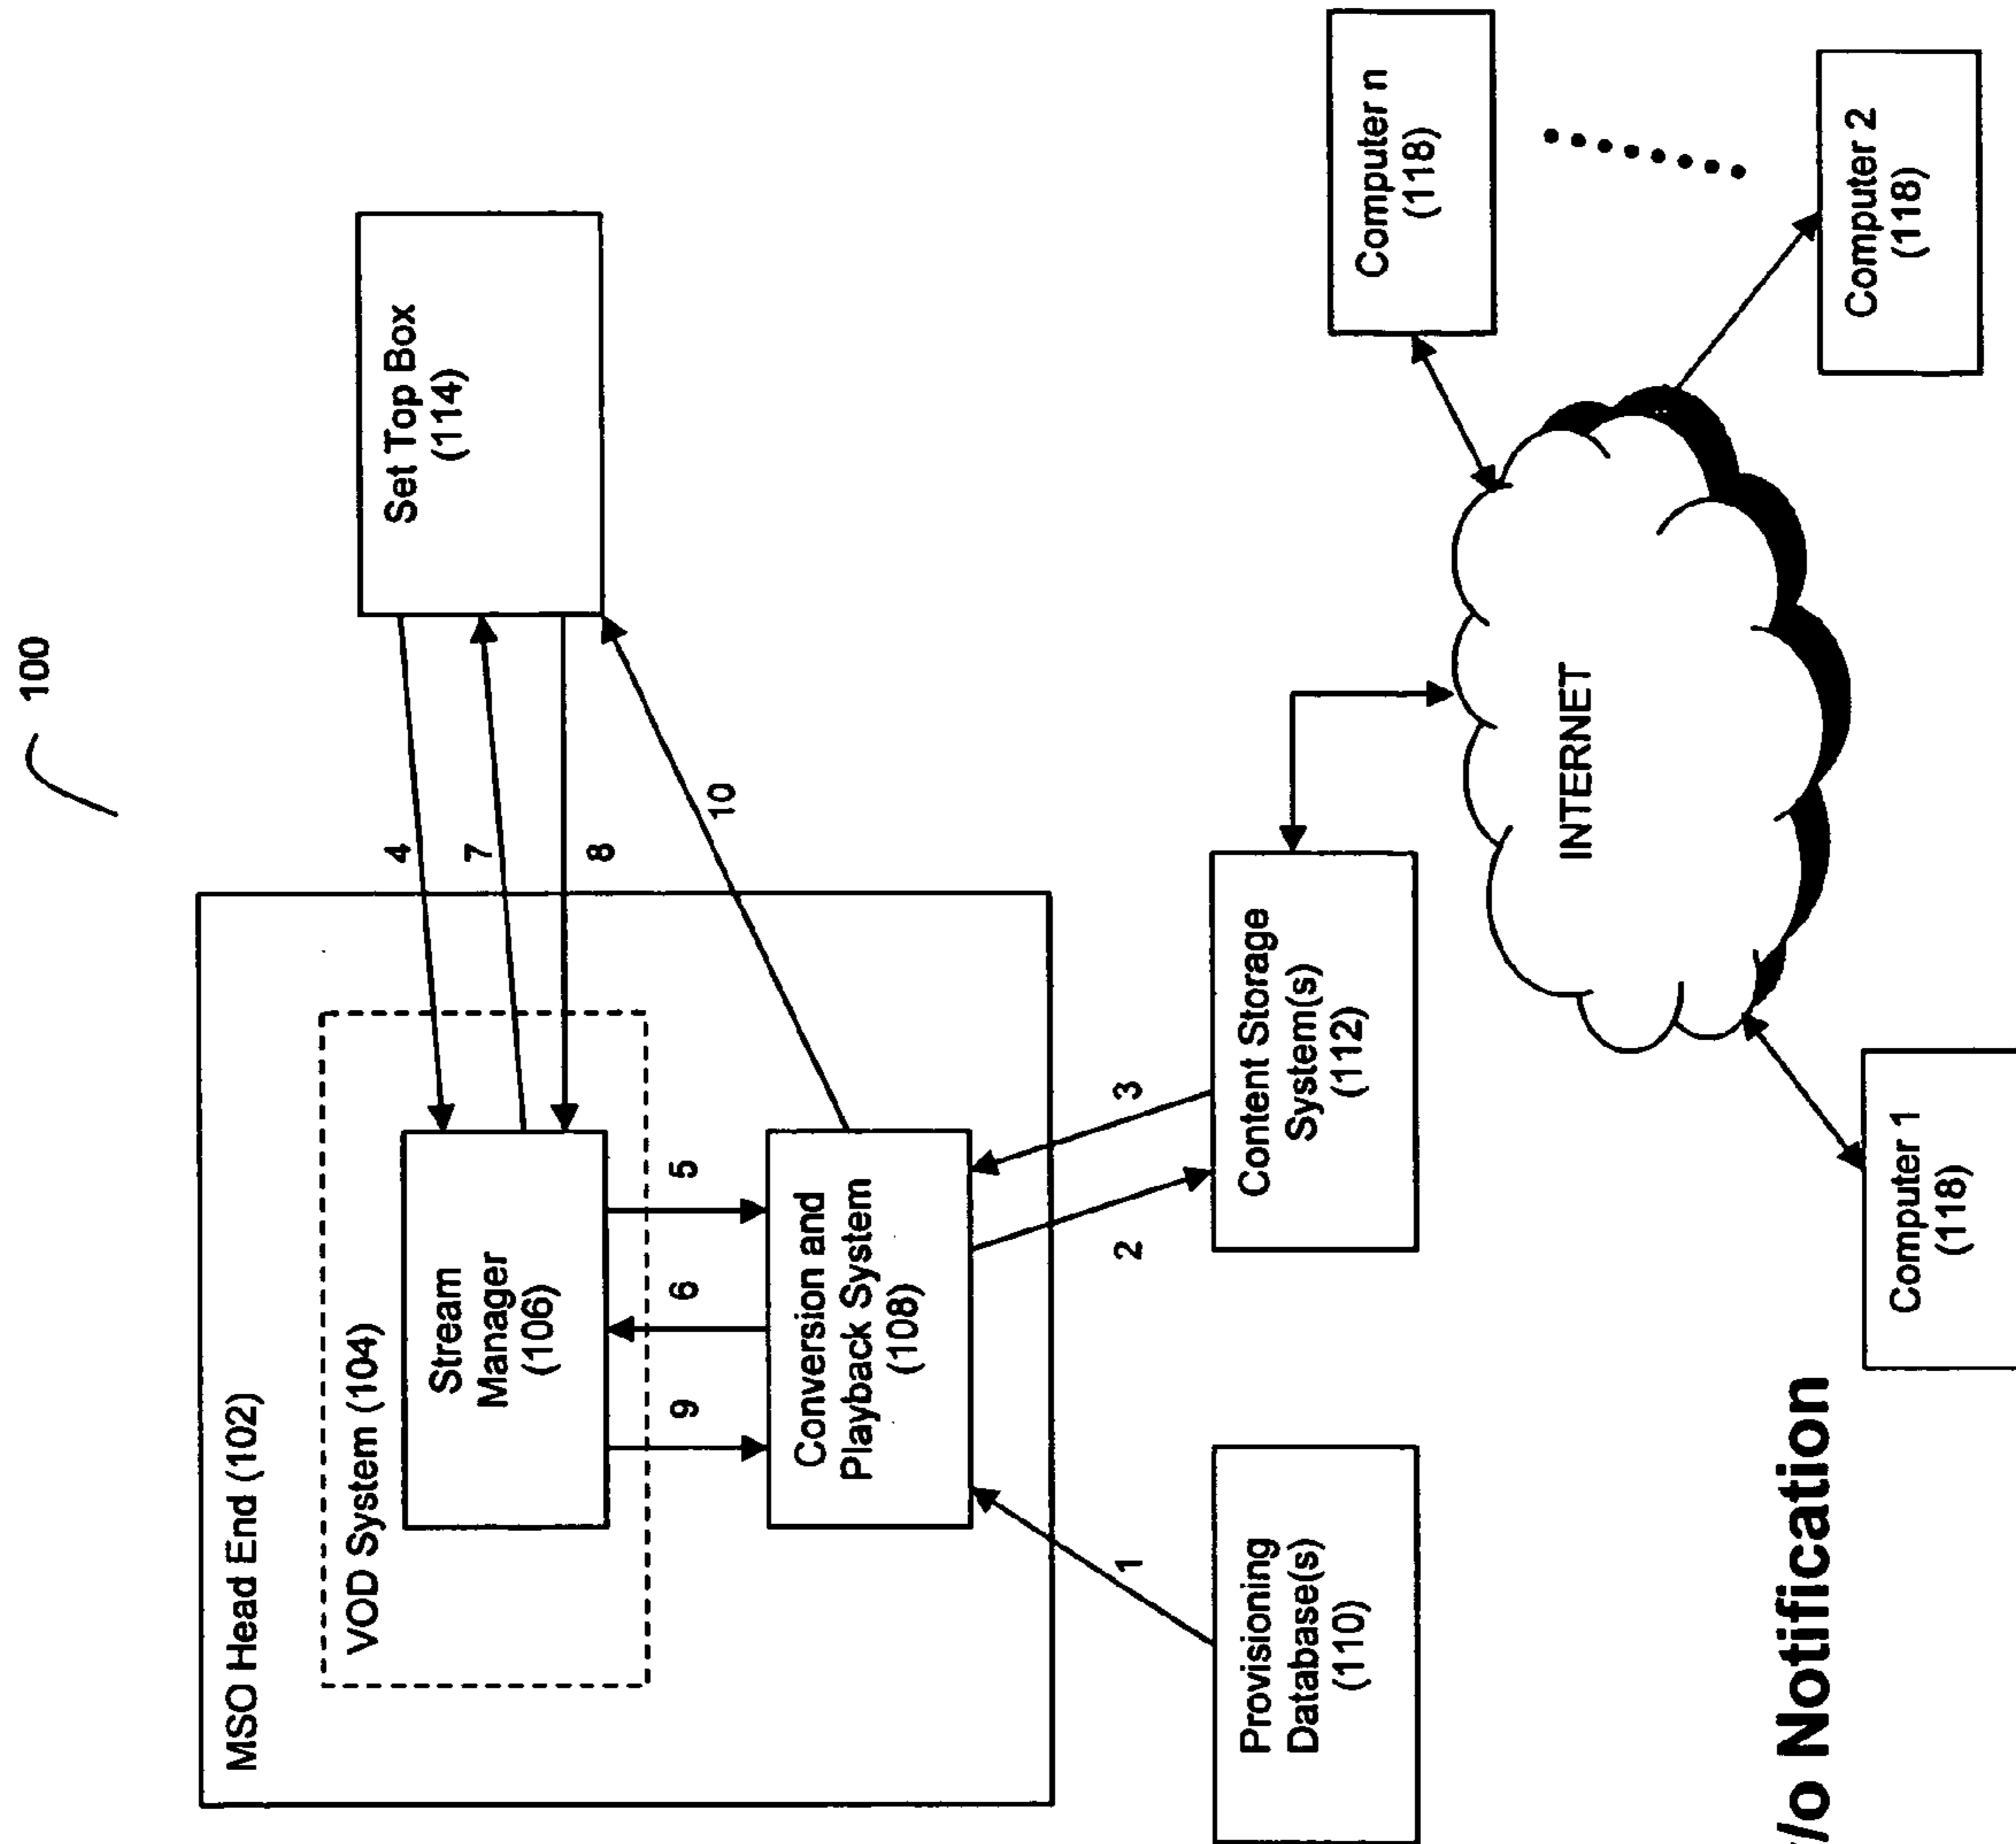 100
MSO Head End (102)
VOD System (104)
Stream
Manager
(106)
Set Top Box
(114)
4
7
8
9
6
5
10
Conversion and
Playback System
(108)
1
2
3
Provisioning
Database(s)
(110)
Content Storage
System(s)
(112)
INTERNET
Computer n
(118)
Computer 2
(118)
Computer 1
(118)
/o Notification